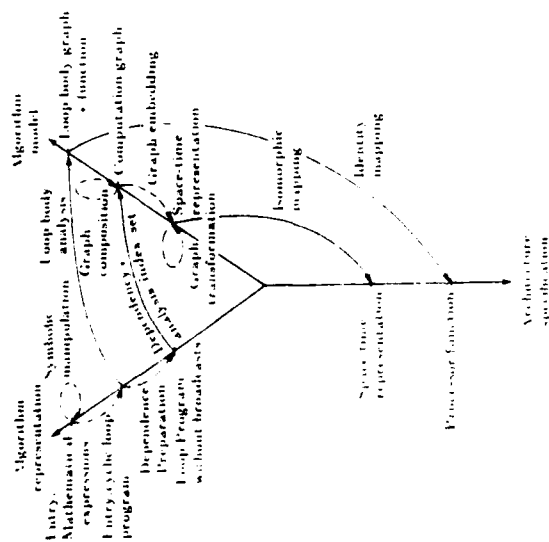 Algorithm
representation
Entry:
Mathematical
expressions
Symbolic
manipulation
Entry: cyclic loop
program
Dependence
Preparation
Loop Program
without broadcasts
Loop body
analysis
Graph
composition
Dependency,
analysis index set
Algorithm
model
Loop body graph
+ function
Computation graph
Graph embedding
Space-time
representation
Graph
transformation
Isomorphic
mapping
Identity
mapping
Space-time
representation
Processor function
Architecture
specification